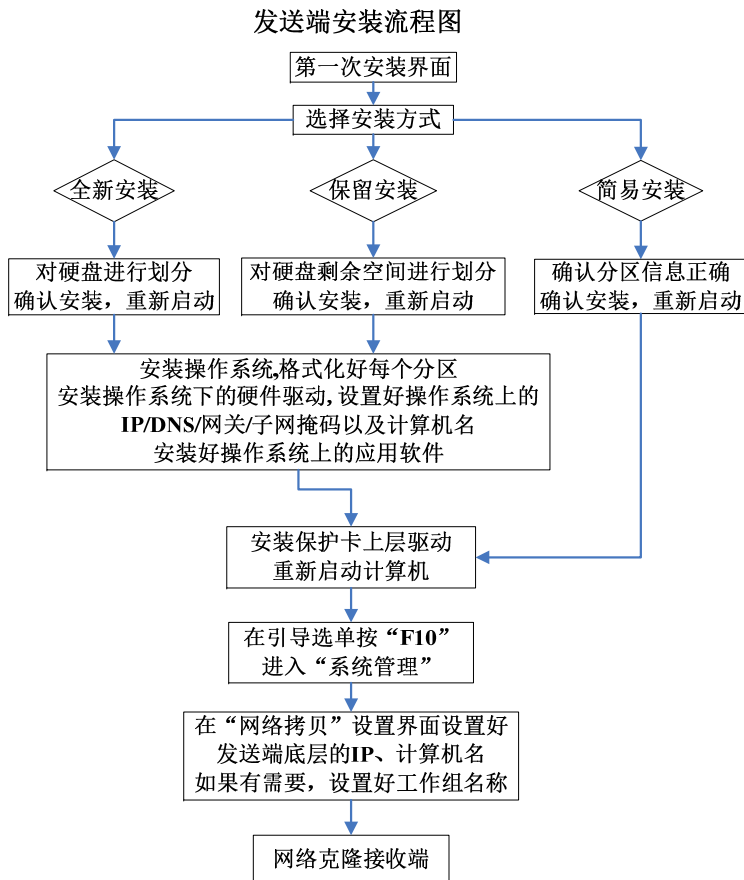 发送端安装流程图
第一次安装界面
选择安装方式
全新安装
保留安装
简易安装
对硬盘进行划分
确认安装，重新启动
对硬盘剩余空间进行划分
确认安装，重新启动
确认分区信息正确
确认安装，重新启动
安装操作系统,格式化好每个分区
安装操作系统下的硬件驱动, 设置好操作系统上的
IP/DNS/网关/子网掩码以及计算机名
安装好操作系统上的应用软件
安装保护卡上层驱动
重新启动计算机
在引导选单按“F10”
进入“系统管理”
在“网络拷贝”设置界面设置好
发送端底层的IP、计算机名
如果有需要，设置好工作组名称
网络克隆接收端